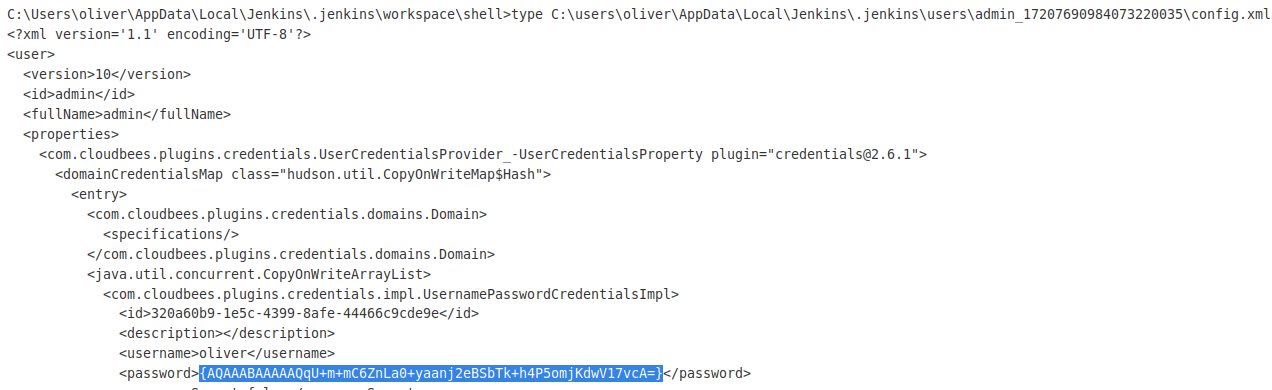 C:\Users\oliver\AppData\Local\Jenkins\.jenkins\workspace\shell>type C:\users\oliver\AppData\Local\Jenkins\.jenkins\users\admin_17207690984073220035\config.xml
<?xml version='1.1' encoding='UTF-8'?>
<user>
  <version>10</version>
  <id>admin</id>
  <fullName>admin</fullName>
  <properties>
    <com.cloudbees.plugins.credentials.UserCredentialsProvider_-UserCredentialsProperty plugin="credentials@2.6.1">
      <domainCredentialsMap class="hudson.util.CopyOnWriteMap$Hash">
        <entry>
          <com.cloudbees.plugins.credentials.domains.Domain>
            <specifications/>
          </com.cloudbees.plugins.credentials.domains.Domain>
          <java.util.concurrent.CopyOnWriteArrayList>
            <com.cloudbees.plugins.credentials.impl.UsernamePasswordCredentialsImpl>
              <id>320a60b9-1e5c-4399-8afe-44466c9cde9e</id>
              <description></description>
              <username>oliver</username>
              <password>{AQAAABAAAAAQqU+m+mC6ZnLa0+yaanj2eBSbTk+h4P5omjKdwV17vcA=}</password>